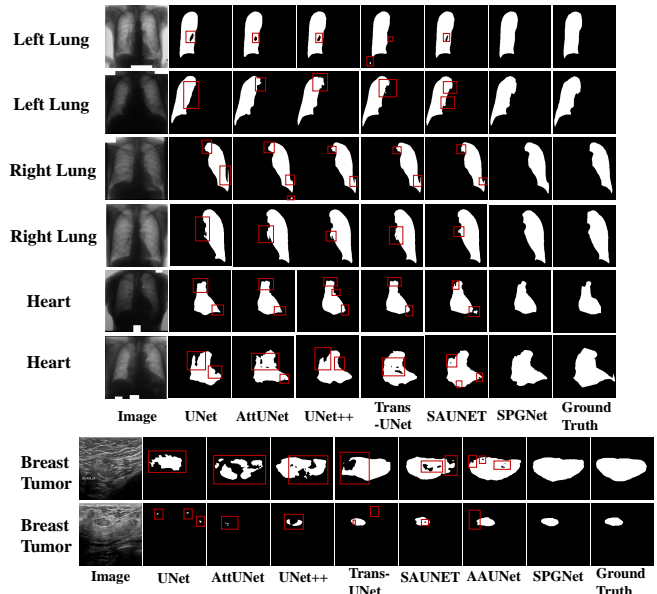 Left Lung
Left Lung
Right Lung
Right Lung
Heart
Heart
Image UNet AttUNet UNet++ Trans SAUNET SPGNet Ground
-UNet Truth
Breast
Tumor
Breast
Tumor
Image UNet AttUNet UNet++ Trans- SAUNET AAUNet SPGNet Ground
UNet Truth